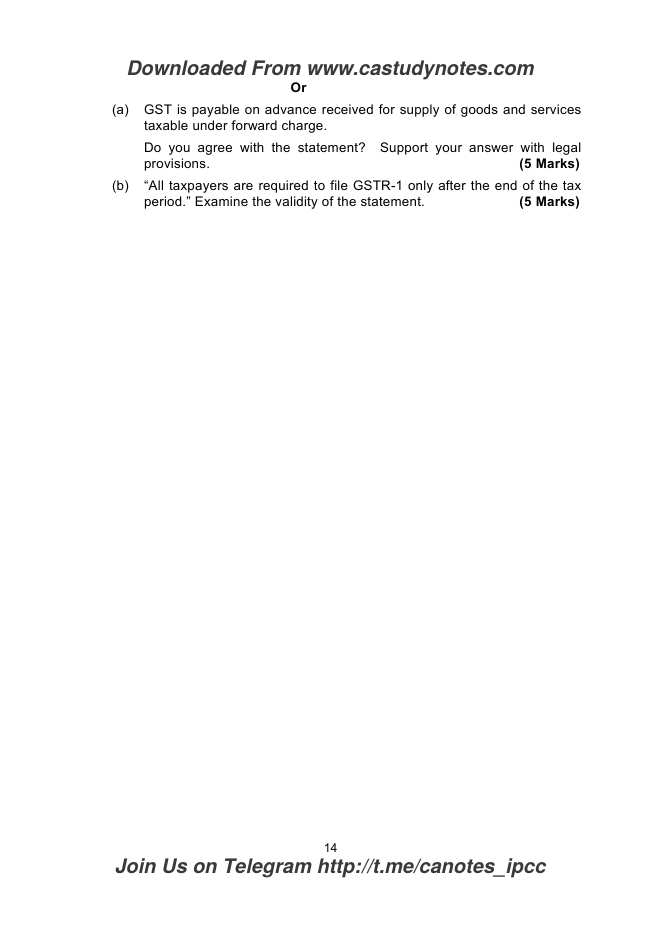 Downloaded From www.castudynotes.com
Or
(a) GST is payable on advance received for supply of goods and services
taxable under forward charge.
Do you agree with the statement? Support your answer with legal
provisions. (5 Marks)
(b) “All taxpayers are required to file GSTR-1 only after the end of the tax
period.” Examine the validity of the statement. (5 Marks)
14
Join Us on Telegram http://t.me/canotes_ipcc